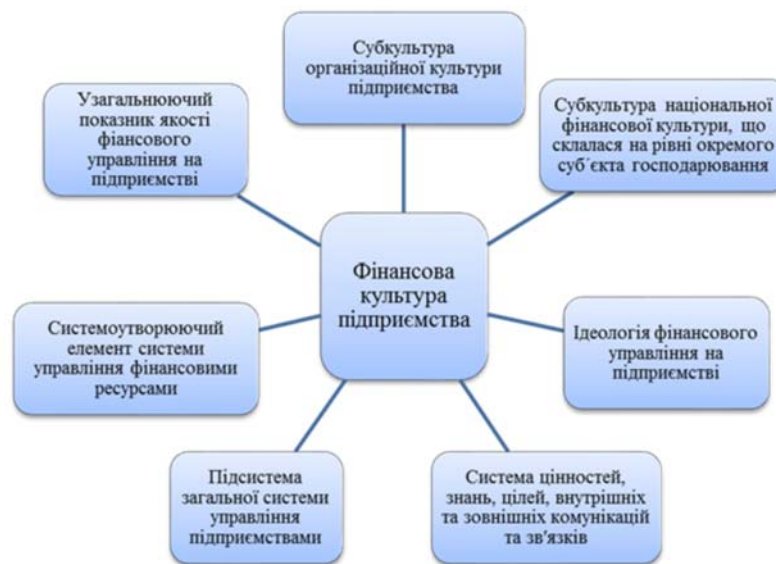 Субкультура
організаційної культури
підприємства
Узагальнюючий
показник якості
фіансового
управління на
підприємстві
Субкультура національної
фінансової культури, що
склалася на рівні окремого
суб´єкта господарювання
Фінансова
культура
підприємства
Системоутворюючий
елемент системи
управління фінансовими
ресурсами
Ідеологія фінансового
управління на
підприємстві
Підсистема
загальної системи
управління
підприємствами
Система цінностей,
знань, цілей, внутрішніх
та зовнішніх комунікацій
та зв'язків